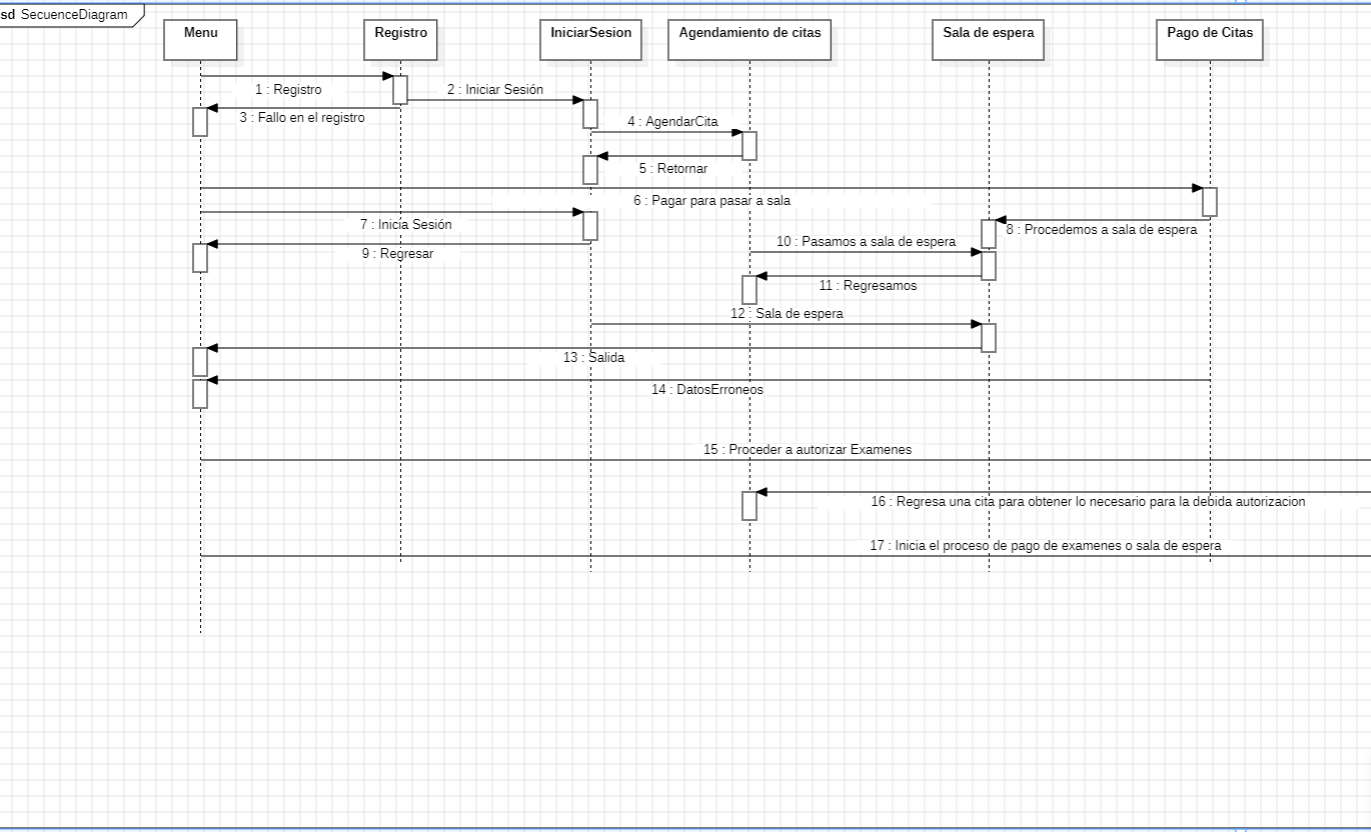 sd SecuenceDiagram
Menu
Registro
IniciarSesion
Agendamiento de citas
Sala de espera
Pago de Citas
1 : Registro
2 : Iniciar Sesión
3 : Fallo en el registro
4 : AgendarCita
5 : Retornar
6 : Pagar para pasar a sala
7 : Inicia Sesión
8 : Procedemos a sala de espera
9 : Regresar
10 : Pasamos a sala de espera
11 : Regresamos
12 : Sala de espera
13 : Salida
14 : DatosErroneos
15 : Proceder a autorizar Examenes
16 : Regresa una cita para obtener lo necesario para la debida autorizacion
17 : Inicia el proceso de pago de examenes o sala de espera